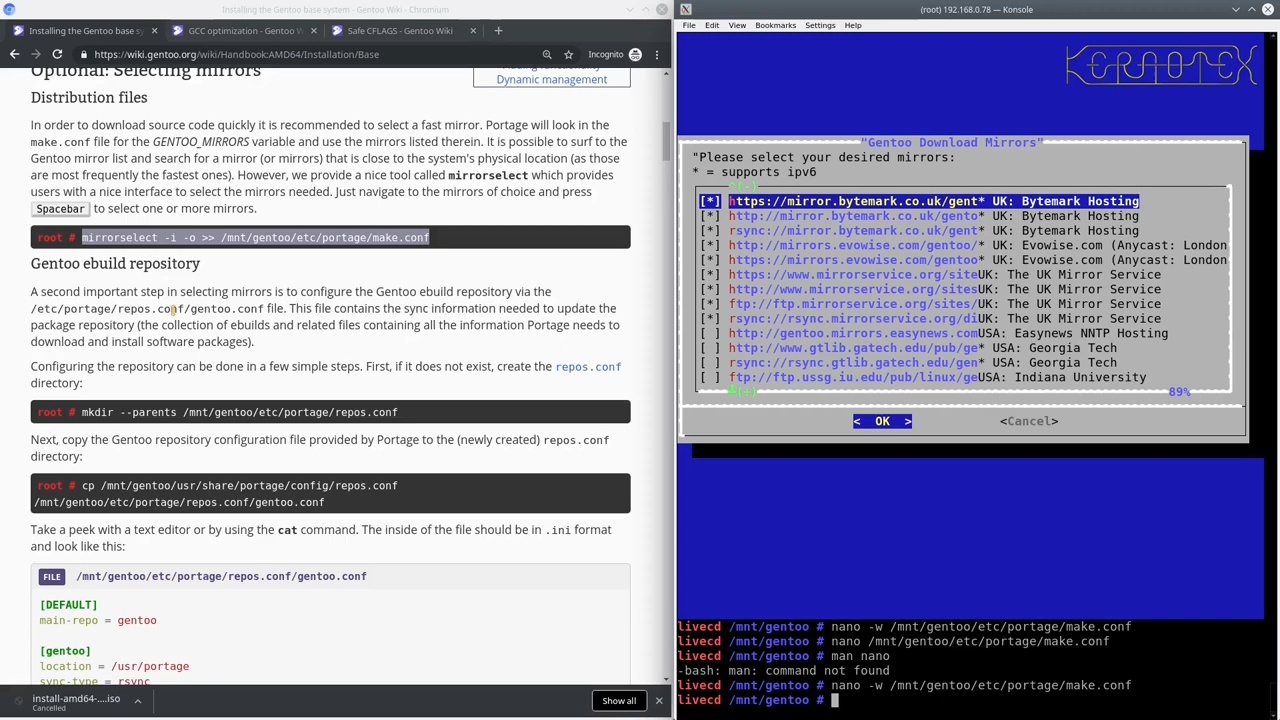 Installing the Gentoo base system - Gentoo Wiki - Chromium
Installing the Gentoo base sy
GCC optimization - Gentoo W
Safe CFLAGS - Gentoo Wiki
https://wiki.gentoo.org/wiki/Handbook:AMD64/Installation/Base
Incognito
Optional: Selecting mirrors
Dynamic management
Distribution files
In order to download source code quickly it is recommended to select a fast mirror. Portage will look in the
make.conf file for the GENTOO_MIRRORS variable and use the mirrors listed therein. It is possible to surf to the
Gentoo mirror list and search for a mirror (or mirrors) that is close to the system's physical location (as those
are most frequently the fastest ones). However, we provide a nice tool called mirrorselect which provides
users with a nice interface to select the mirrors needed. Just navigate to the mirrors of choice and press
Spacebar to select one or more mirrors.
root # mirrorselect -i -o >> /mnt/gentoo/etc/portage/make.conf
Gentoo ebuild repository
A second important step in selecting mirrors is to configure the Gentoo ebuild repository via the
/etc/portage/repos.conf/gentoo.conf file. This file contains the sync information needed to update the
package repository (the collection of ebuilds and related files containing all the information Portage needs to
download and install software packages).
Configuring the repository can be done in a few simple steps. First, if it does not exist, create the repos.conf
directory:
root # mkdir --parents /mnt/gentoo/etc/portage/repos.conf
Next, copy the Gentoo repository configuration file provided by Portage to the (newly created) repos.conf
directory:
root # cp /mnt/gentoo/usr/share/portage/config/repos.conf
/mnt/gentoo/etc/portage/repos.conf/gentoo.conf
Take a peek with a text editor or by using the cat command. The inside of the file should be in .ini format
and look like this:
FILE /mnt/gentoo/etc/portage/repos.conf/gentoo.conf
[DEFAULT]
main-repo = gentoo
[gentoo]
location = /usr/portage
sync-type = rsync
install-amd64-....iso
Cancelled
Show all
(root) 192.168.0.78 — Konsole
File Edit View Bookmarks Settings Help
KERAOTEX
"Gentoo Download Mirrors"
"Please select your desired mirrors:
* = supports ipv6
^(-)
[*] https://mirror.bytemark.co.uk/gent* UK: Bytemark Hosting
[*] http://mirror.bytemark.co.uk/gento* UK: Bytemark Hosting
[*] rsync://mirror.bytemark.co.uk/gent* UK: Bytemark Hosting
[*] http://mirrors.evowise.com/gentoo/* UK: Evowise.com (Anycast: London
[*] https://mirrors.evowise.com/gentoo* UK: Evowise.com (Anycast: London
[*] https://www.mirrorservice.org/siteUK: The UK Mirror Service
[*] http://www.mirrorservice.org/sitesUK: The UK Mirror Service
[*] ftp://ftp.mirrorservice.org/sites/UK: The UK Mirror Service
[*] rsync://rsync.mirrorservice.org/diUK: The UK Mirror Service
[ ] http://gentoo.mirrors.easynews.comUSA: Easynews NNTP Hosting
[ ] http://www.gtlib.gatech.edu/pub/ge* USA: Georgia Tech
[ ] rsync://rsync.gtlib.gatech.edu/gen* USA: Georgia Tech
[ ] ftp://ftp.ussg.iu.edu/pub/linux/geUSA: Indiana University
89%
< OK > <Cancel>
livecd /mnt/gentoo # nano -w /mnt/gentoo/etc/portage/make.conf
livecd /mnt/gentoo # nano /mnt/gentoo/etc/portage/make.conf
livecd /mnt/gentoo # man nano
-bash: man: command not found
livecd /mnt/gentoo # nano -w /mnt/gentoo/etc/portage/make.conf
livecd /mnt/gentoo #